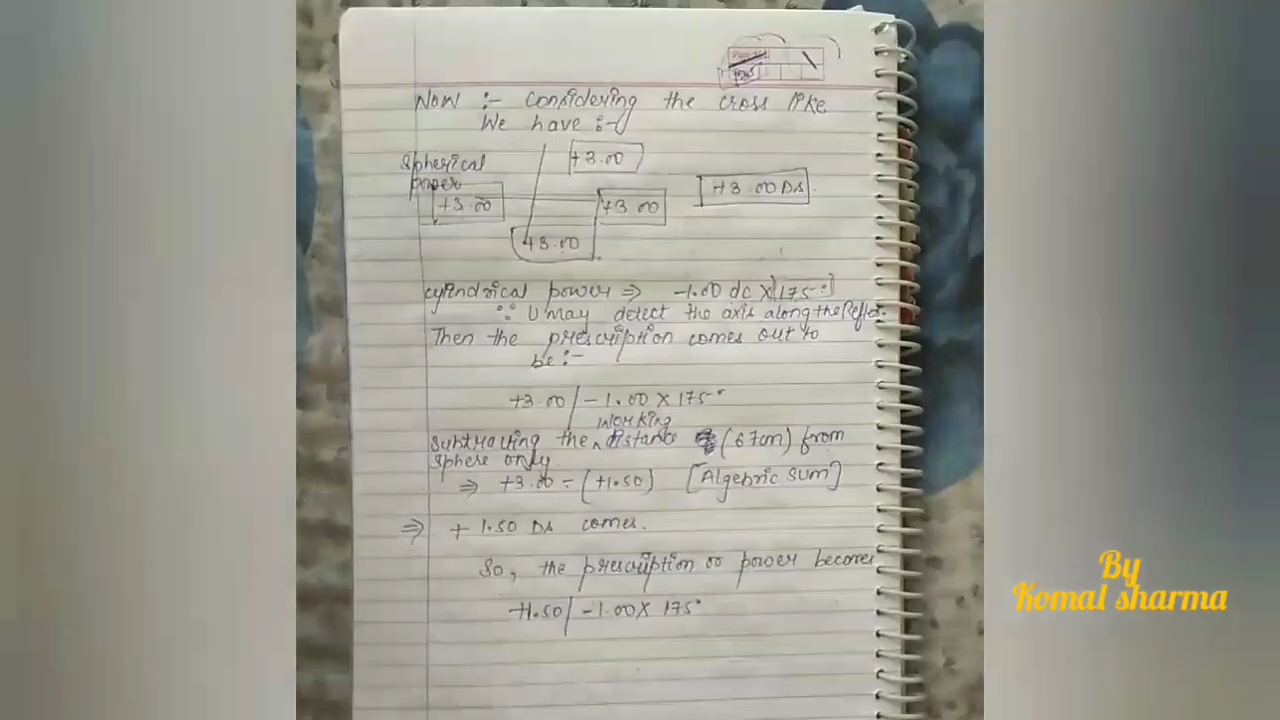 Now :- Considering the cross like
We have :-
+3.00
Spherical
power
+3.00
+3.00
+3.00 Ds.
+3.00
Cylindrical power ⇒ -1.00 dc X 175°
∵ U may detect the axis along the Reflex.
Then the prescription comes out to
be :-
+3.00 / -1.00 X 175°
working
Subtracting the ^ distance (67cm) from
sphere only.
⇒ +3.00 - (+1.50) [Algebric sum]
⇒ + 1.50 Ds comes.
So, the prescription or power becomes
+1.50 / -1.00 X 175°
By
Komal sharma